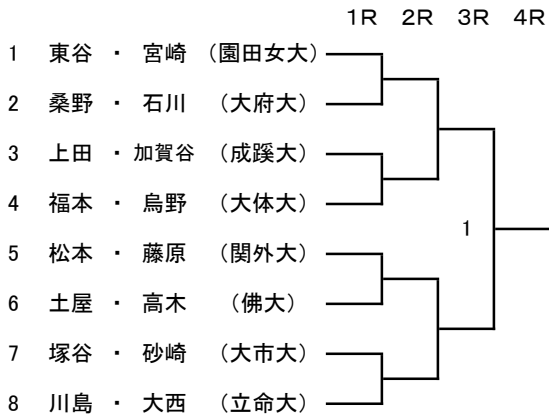 1R 2R 3R 4R
1 東谷 ・ 宮崎 (園田女大)
2 桑野 ・ 石川 (大府大)
3 上田 ・ 加賀谷 (成蹊大)
4 福本 ・ 烏野 (大体大)
1
5 松本 ・ 藤原 (関外大)
6 土屋 ・ 高木 (佛大)
7 塚谷 ・ 砂崎 (大市大)
8 川島 ・ 大西 (立命大)